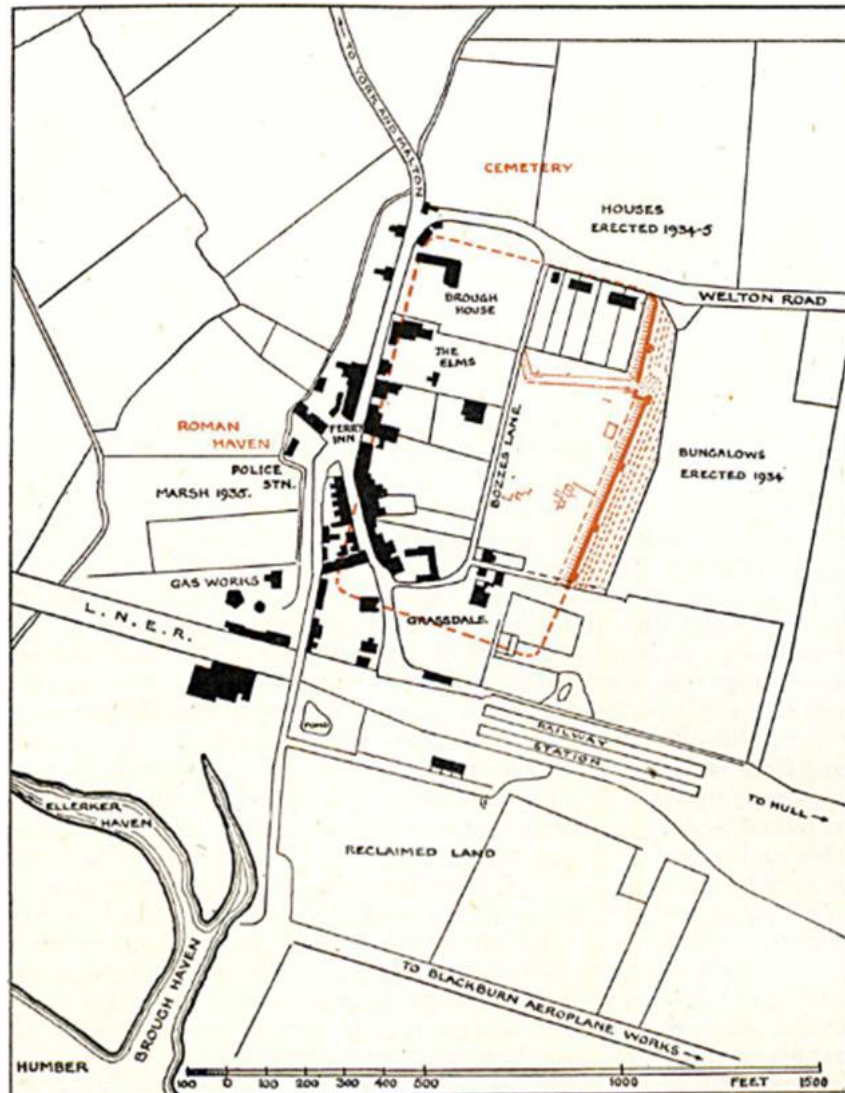 ← TO YORK AND MALTON
CEMETERY
HOUSES
ERECTED 1934-5
WELTON ROAD
BROUGH
HOUSE
THE
ELMS
BOZZIES LANE
ROMAN
HAVEN
FERRY
INN
POLICE
STN.
MARSH 1935.
BUNGALOWS
ERECTED 1934
GAS WORKS
L. N. E. R.
GRASSDALE.
POND
RAILWAY
STATION
TO HULL →
ELLERKER
HAVEN
RECLAIMED LAND
BROUGH HAVEN
TO BLACKBURN AEROPLANE WORKS →
HUMBER
100 0 100 200 300 400 500 1000 FEET 1500